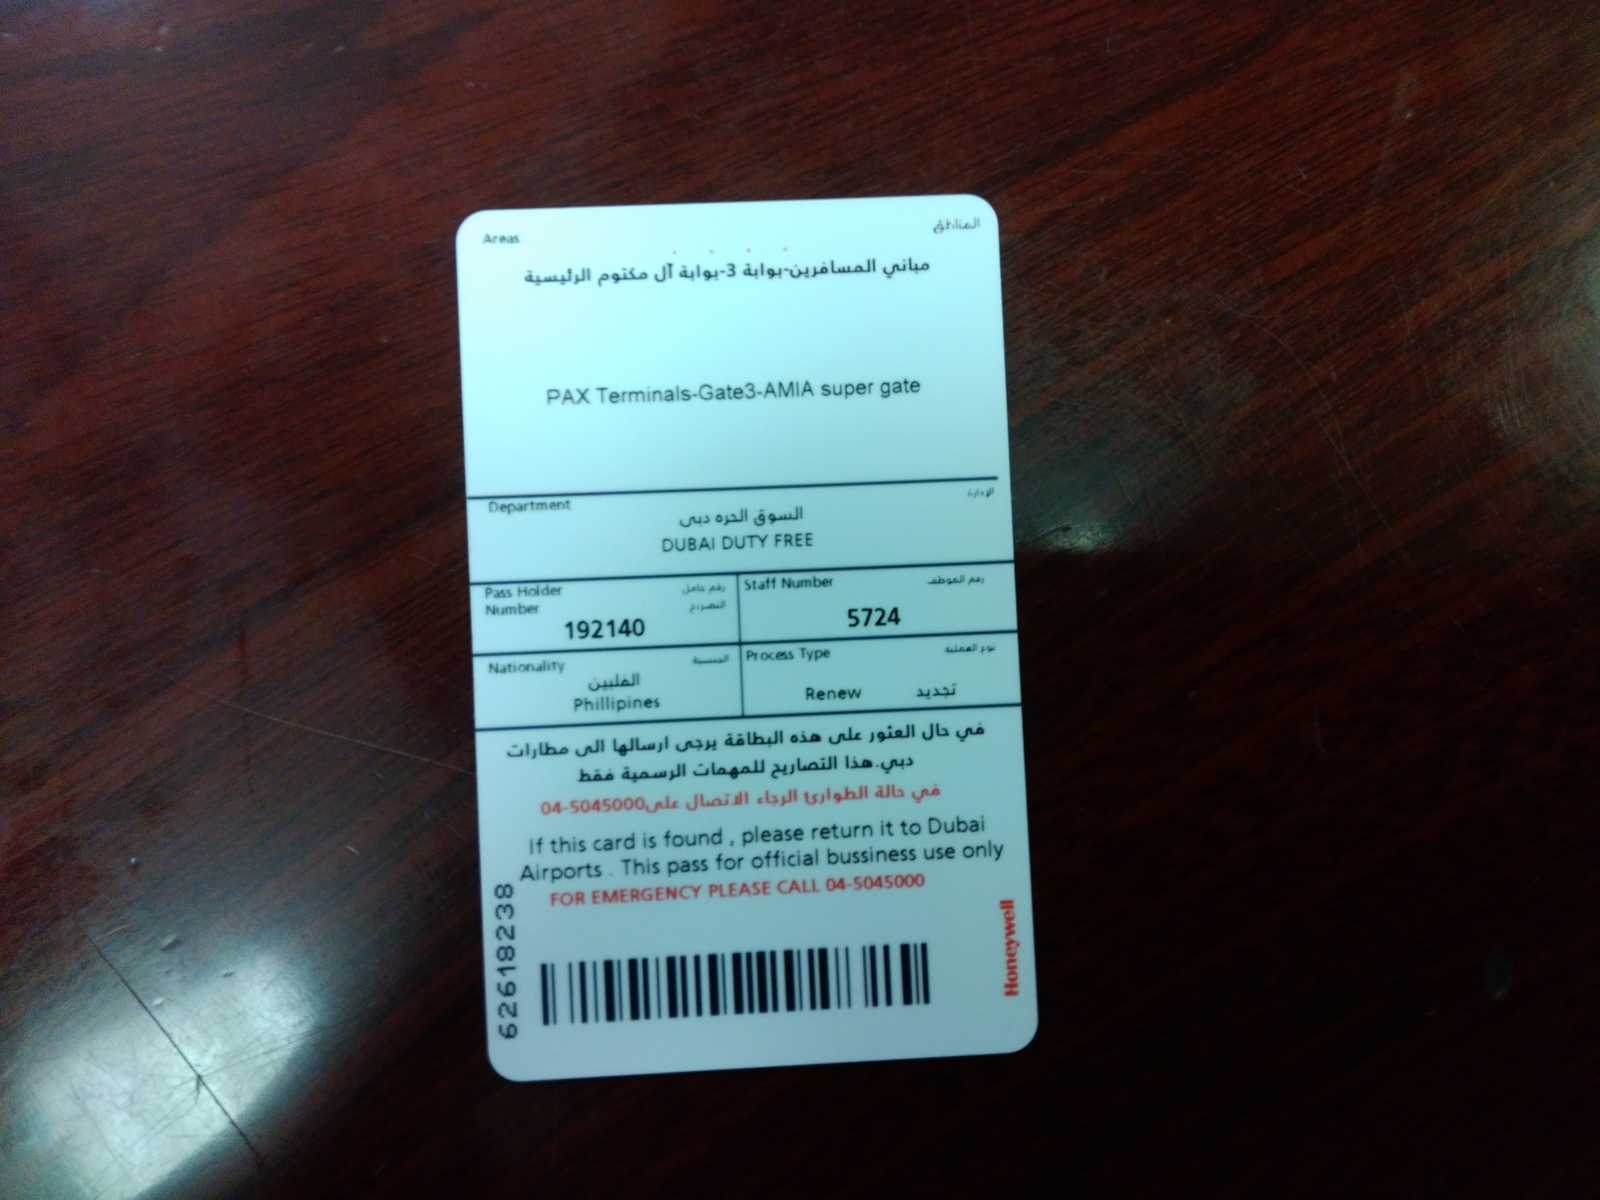 Areas المناطق
مباني المسافرين-بوابة 3-بوابة آل مكتوم الرئيسية
PAX Terminals-Gate3-AMIA super gate
Department الإدارة
السوق الحره دبى
DUBAI DUTY FREE
Pass Holder Number رقم حامل التصريح
192140
Staff Number رقم الموظف
5724
Nationality الجنسية
الفلبين
Phillipines
Process Type نوع العملية
Renew تجديد
في حال العثور على هذه البطاقة يرجى ارسالها الى مطارات
دبي.هذا التصاريح للمهمات الرسمية فقط
في حالة الطوارئ الرجاء الاتصال على04-5045000
If this card is found , please return it to Dubai
Airports . This pass for official bussiness use only
FOR EMERGENCY PLEASE CALL 04-5045000
62618238
Honeywell